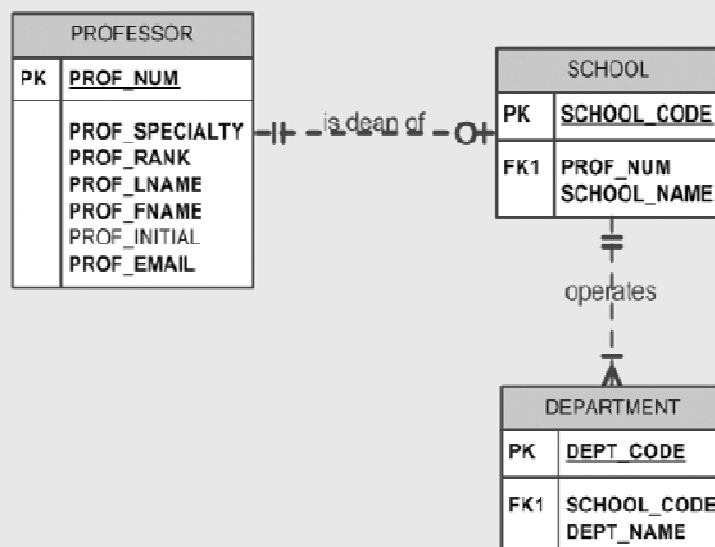 PROFESSOR
PK PROF_NUM
PROF_SPECIALTY
PROF_RANK
PROF_LNAME
PROF_FNAME
PROF_INITIAL
PROF_EMAIL
is dean of
SCHOOL
PK SCHOOL_CODE
FK1 PROF_NUM
SCHOOL_NAME
operates
DEPARTMENT
PK DEPT_CODE
FK1 SCHOOL_CODE
DEPT_NAME